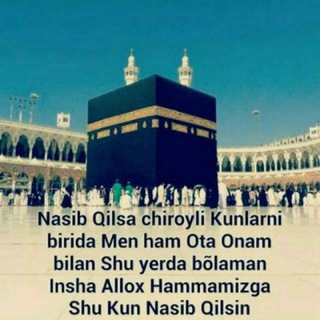 Nasib Qilsa chiroyli Kunlarni
birida Men ham Ota Onam
bilan Shu yerda bõlaman
Insha Allox Hammamizga
Shu Kun Nasib Qilsin